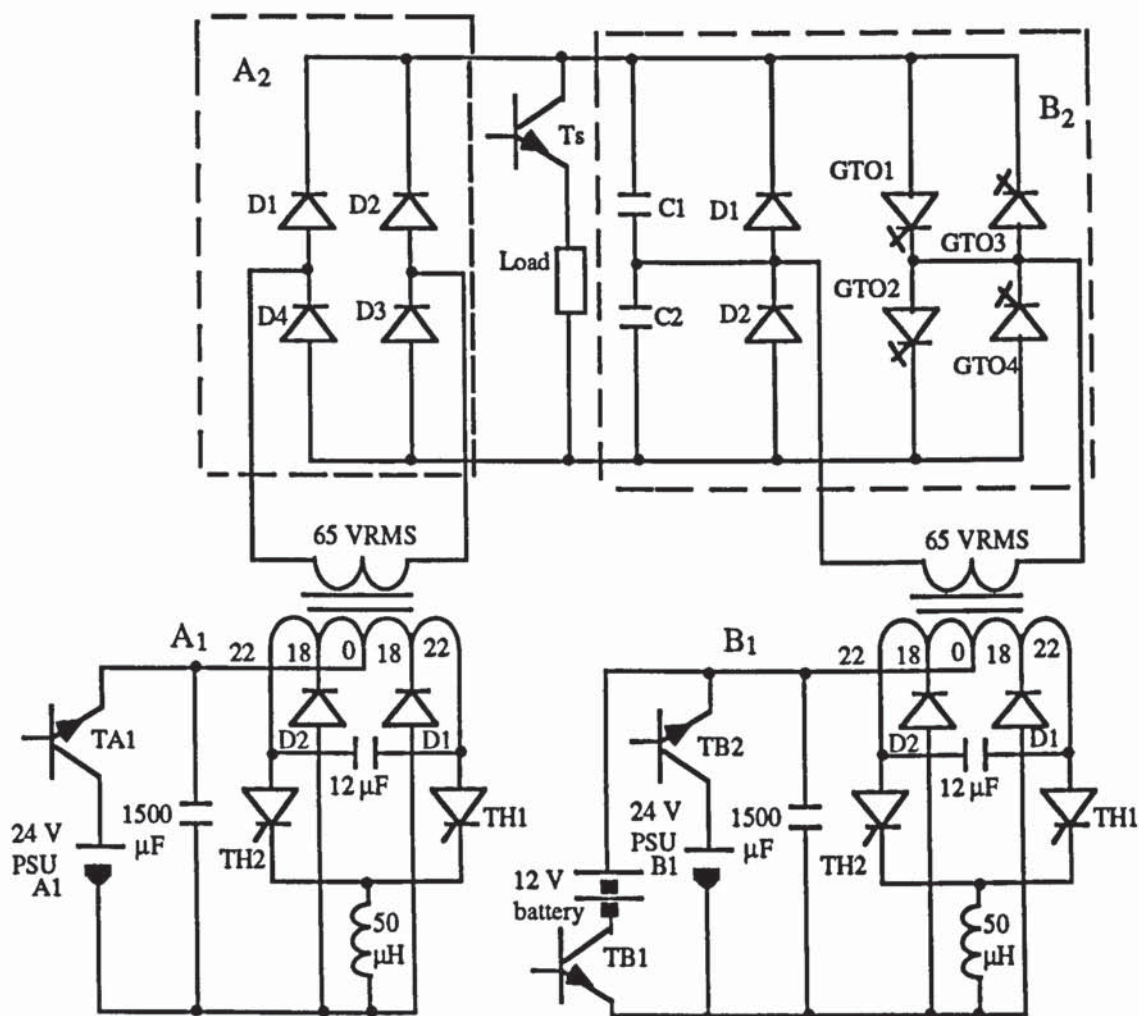 A2
B2
Ts
GTO1
D1
D2
C1
D1
GTO3
Load
GTO2
D4
D3
C2
D2
GTO4
65 VRMS
65 VRMS
A1
22
18
0
18
22
B1
22
18
0
18
22
TA1
D2
D1
TB2
D2
D1
12 µF
12 µF
24 V
PSU
A1
1500
µF
TH2
TH1
24 V
PSU
B1
1500
µF
TH2
TH1
12 V
battery
50
µH
TB1
50
µH